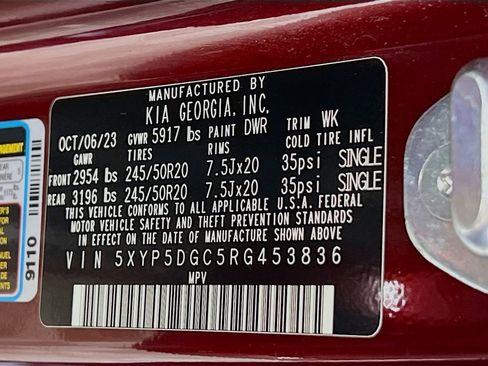 MANUFACTURED BY
KIA GEORGIA, INC.
OCT/06/23 GVWR 5917 lbs PAINT DWR TRIM WK
GAWR TIRES RIMS COLD TIRE INFL
FRONT 2954 lbs 245/50R20 7.5Jx20 35psi SINGLE
REAR 3196 lbs 245/50R20 7.5Jx20 35psi SINGLE
THIS VEHICLE CONFORMS TO ALL APPLICABLE U.S.A. FEDERAL
MOTOR VEHICLE SAFETY AND THEFT PREVENTION STANDARDS
IN EFFECT ON THE DATE OF MANUFACTURE SHOWN ABOVE
VIN 5XYP5DGC5RG453836
MPV
9110